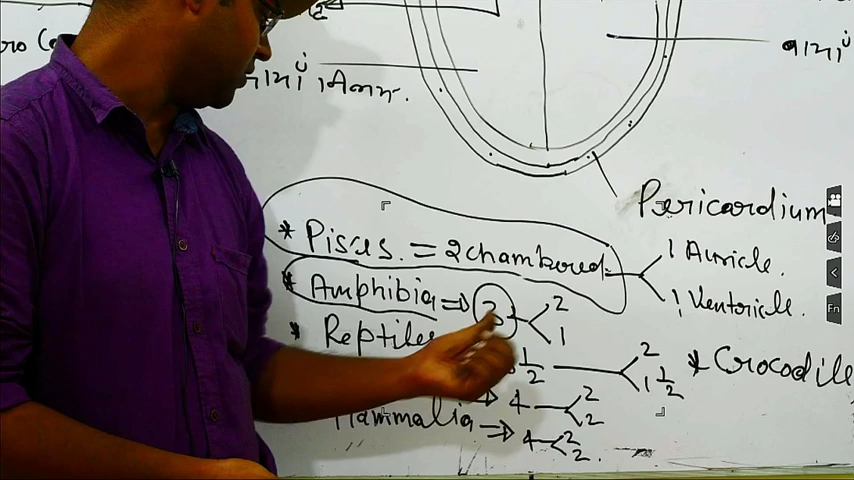 * Pisces. = 2 chambered
1 Auricle.
1 Ventricle.
Pericardium
* Amphibia ⇒ 3
2
1
* Reptiles
1/2
2
1 1/2
* Crocodile
4
2
2
Mammalia ⇒ 4
2
2.
Fn